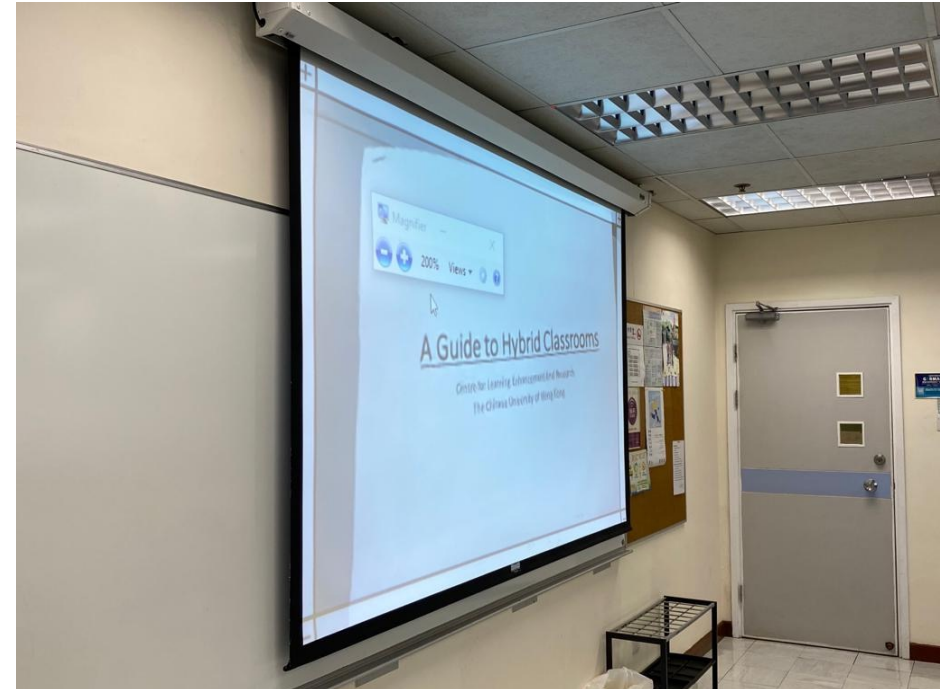 Magnifier
200% Views
A Guide to Hybrid Classrooms
Centre for Learning Enhancement And Research
The Chinese University of Hong Kong